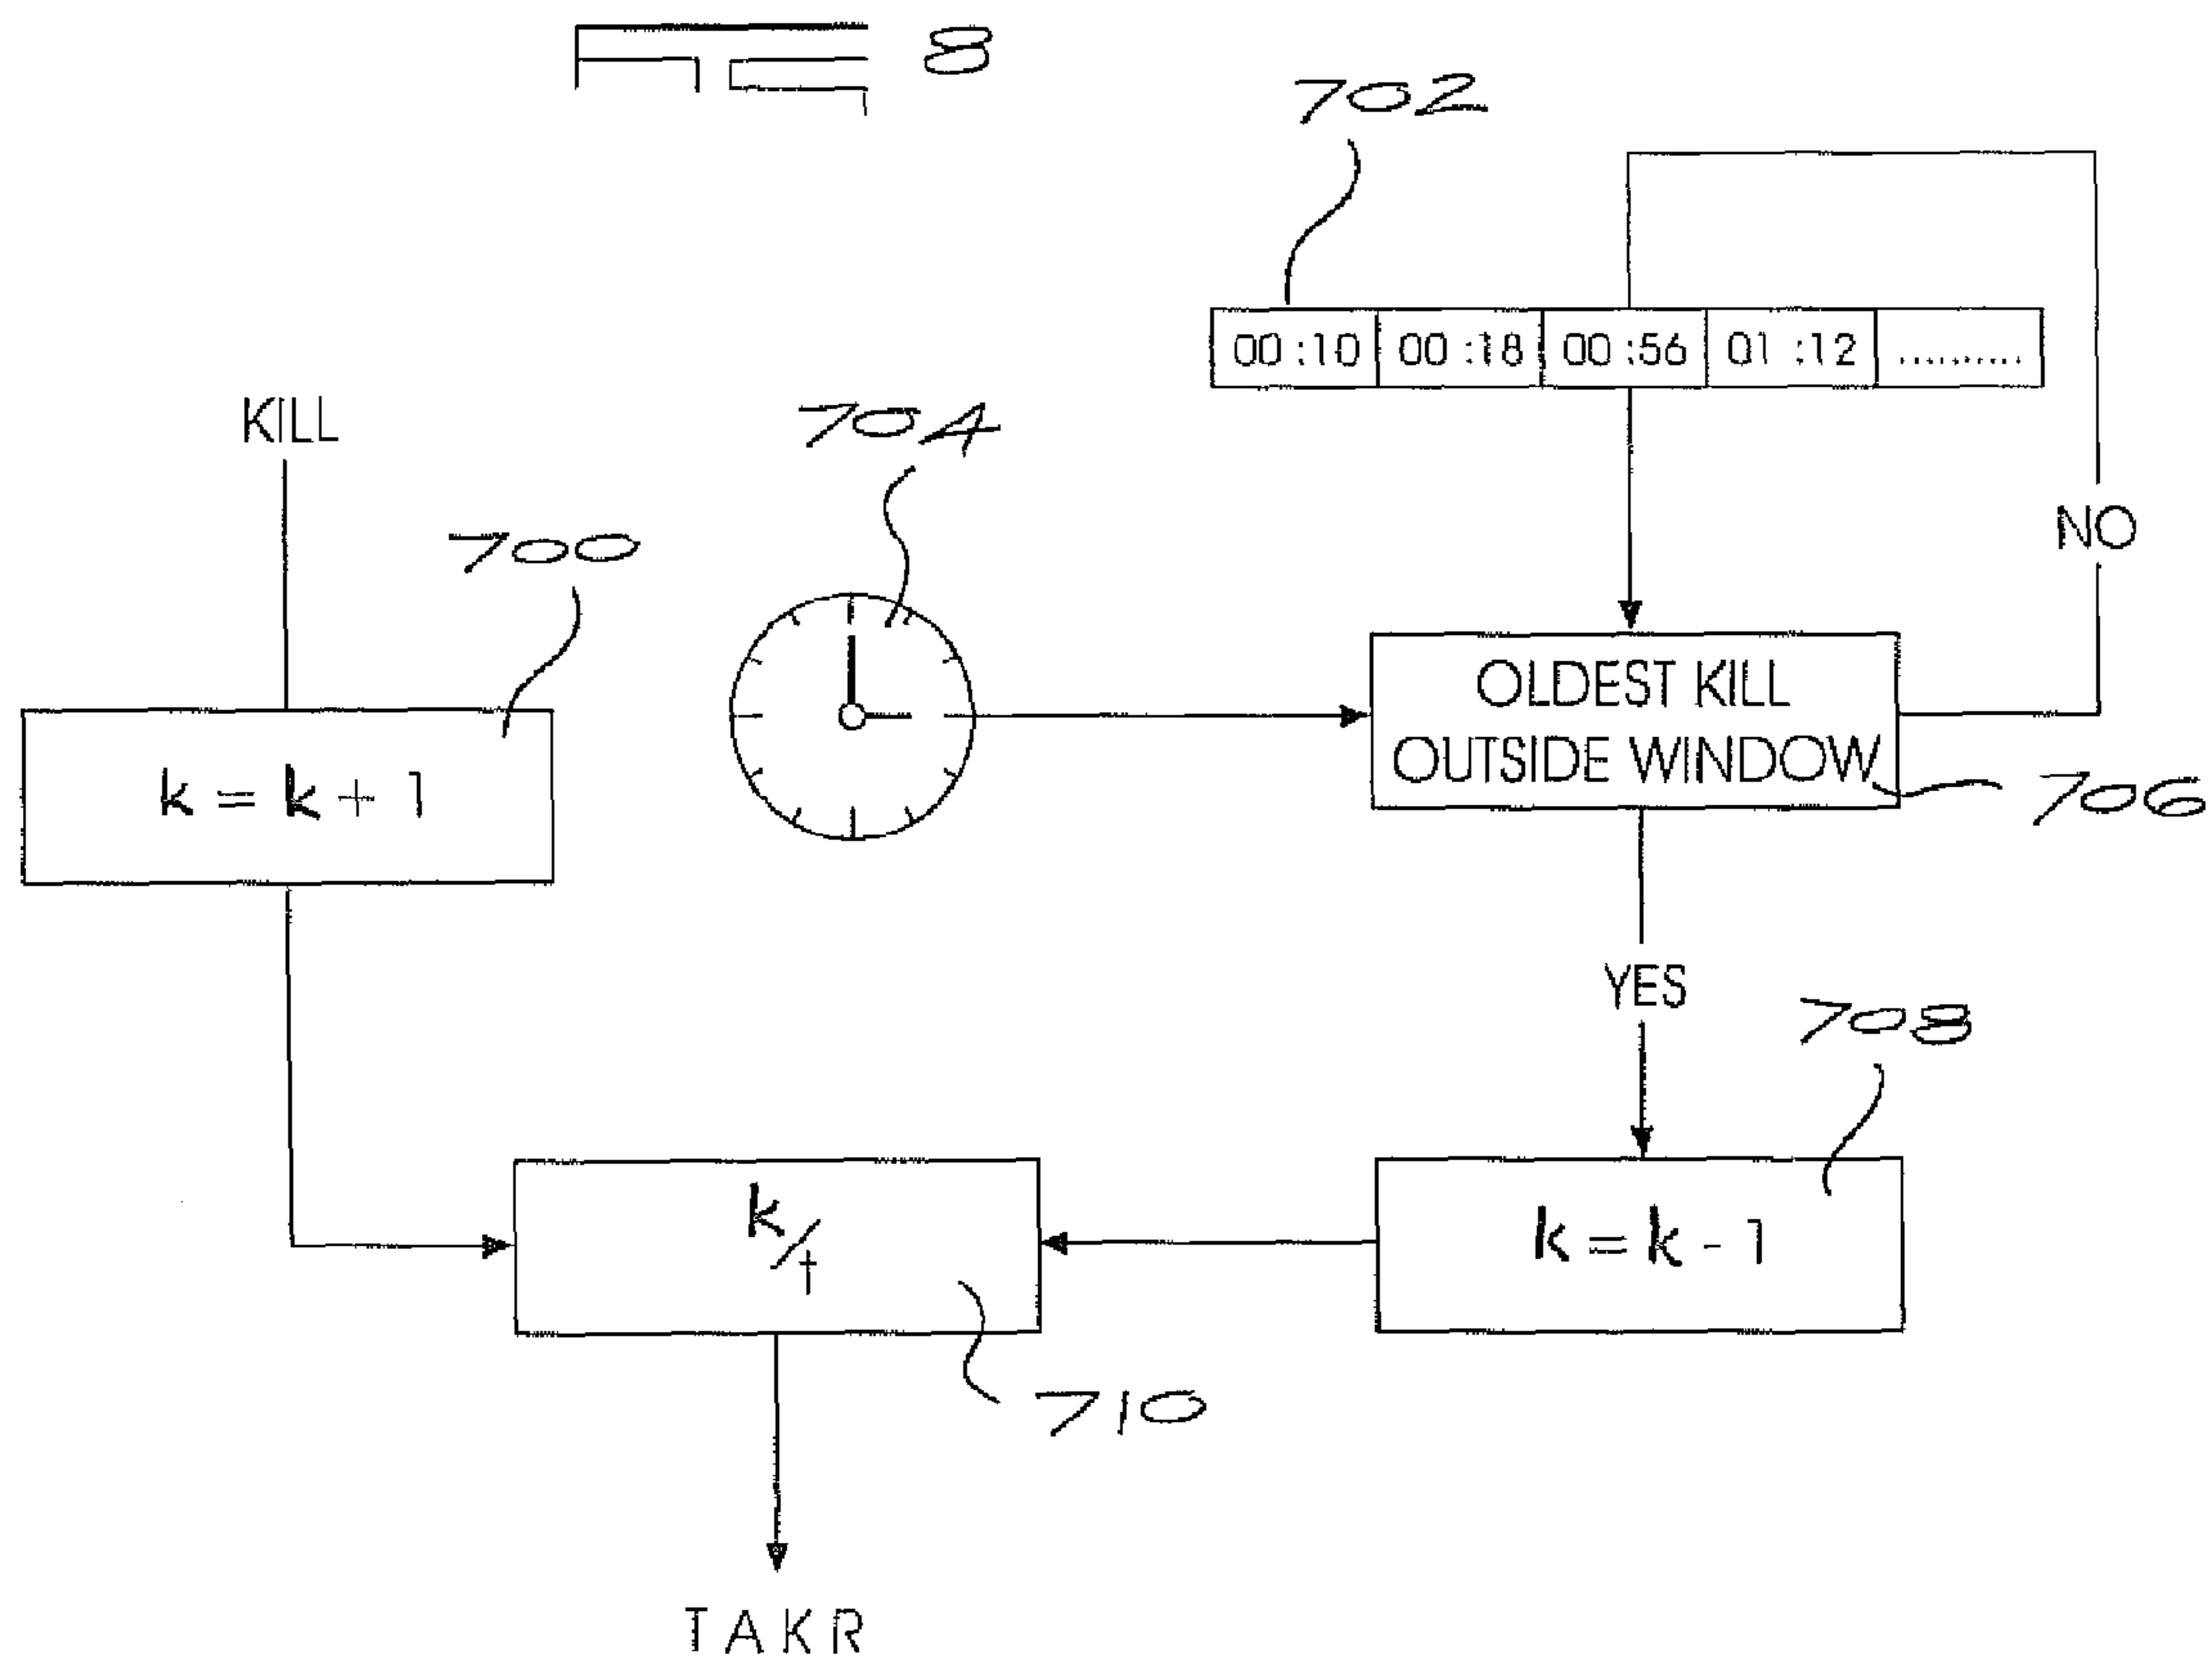 8
702
00:10 00:18 00:56 01:12 .........
KILL
704
NO
700
OLDEST KILL
OUTSIDE WINDOW
k = k + 1
706
YES
708
k/t
k = k - 1
710
TAKR